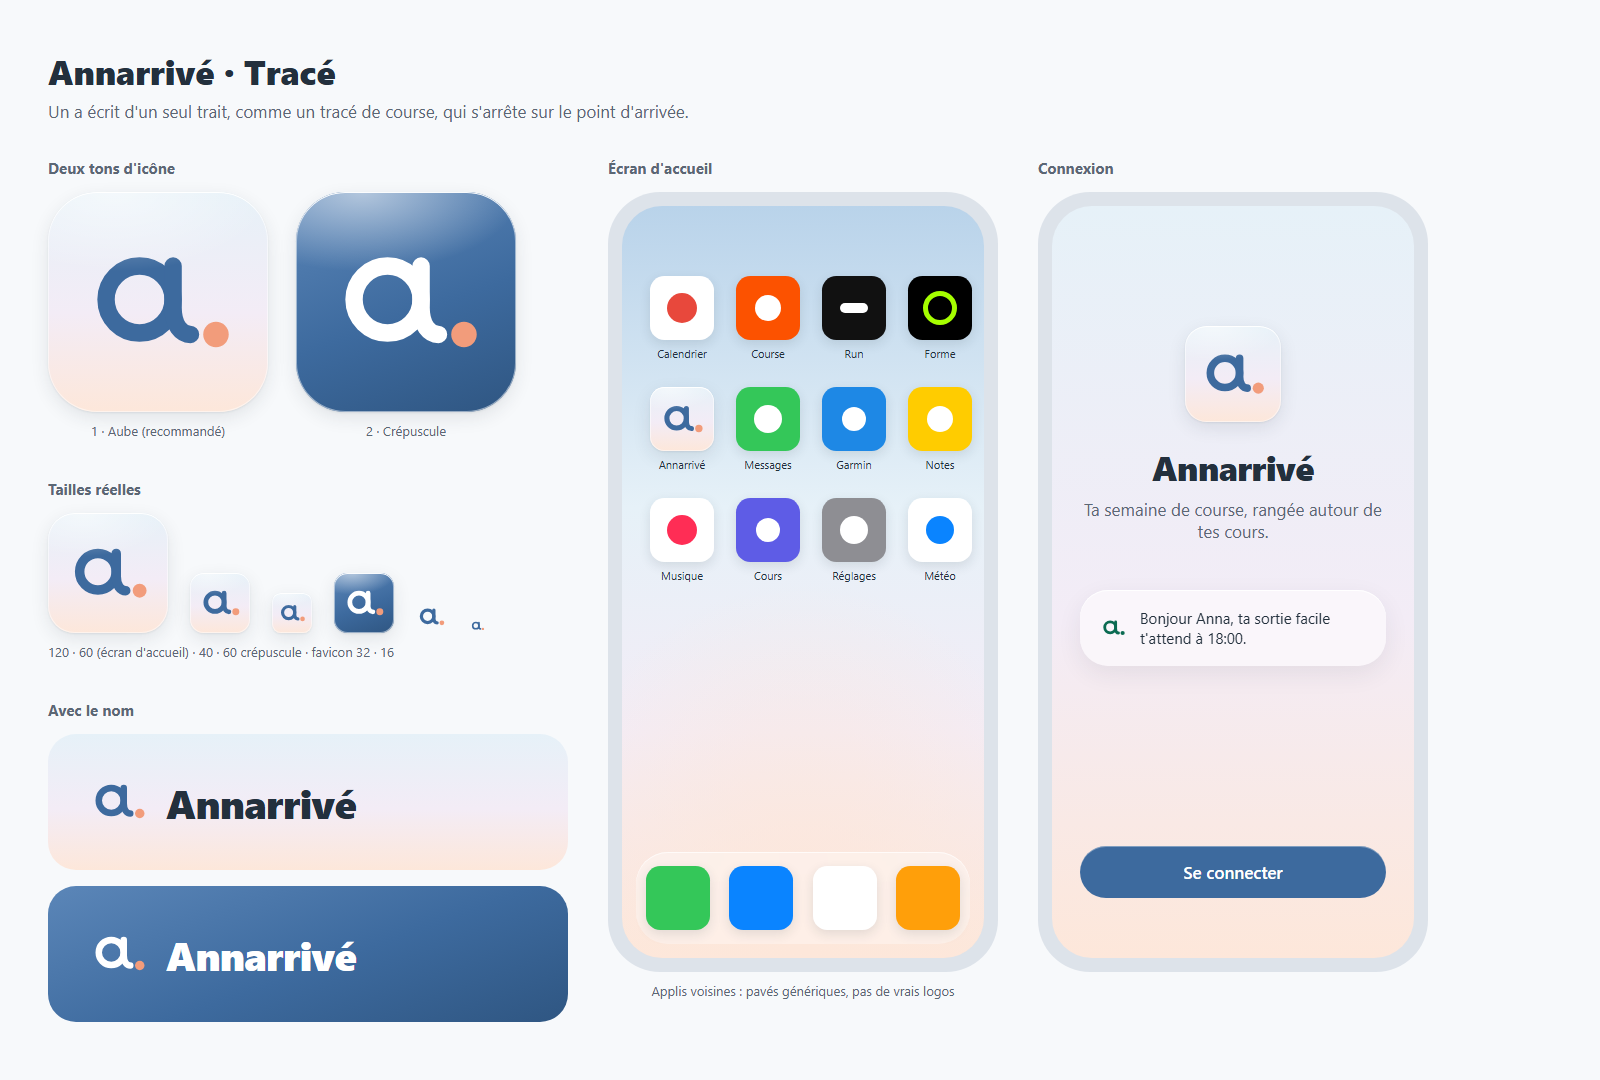 Annarrivé · Tracé
Un a écrit d'un seul trait, comme un tracé de course, qui s'arrête sur le point d'arrivée.
Deux tons d'icône
a.
a.
1 · Aube (recommandé)
2 · Crépuscule
Tailles réelles
a.
a.
a.
a.
a.
a.
120 · 60 (écran d'accueil) · 40 · 60 crépuscule · favicon 32 · 16
Avec le nom
a. Annarrivé
a. Annarrivé
Écran d'accueil
Calendrier
Course
Run
Forme
a.
Annarrivé
Messages
Garmin
Notes
Musique
Cours
Réglages
Météo
Applis voisines : pavés génériques, pas de vrais logos
Connexion
a.
Annarrivé
Ta semaine de course, rangée autour de
tes cours.
a.
Bonjour Anna, ta sortie facile
t'attend à 18:00.
Se connecter